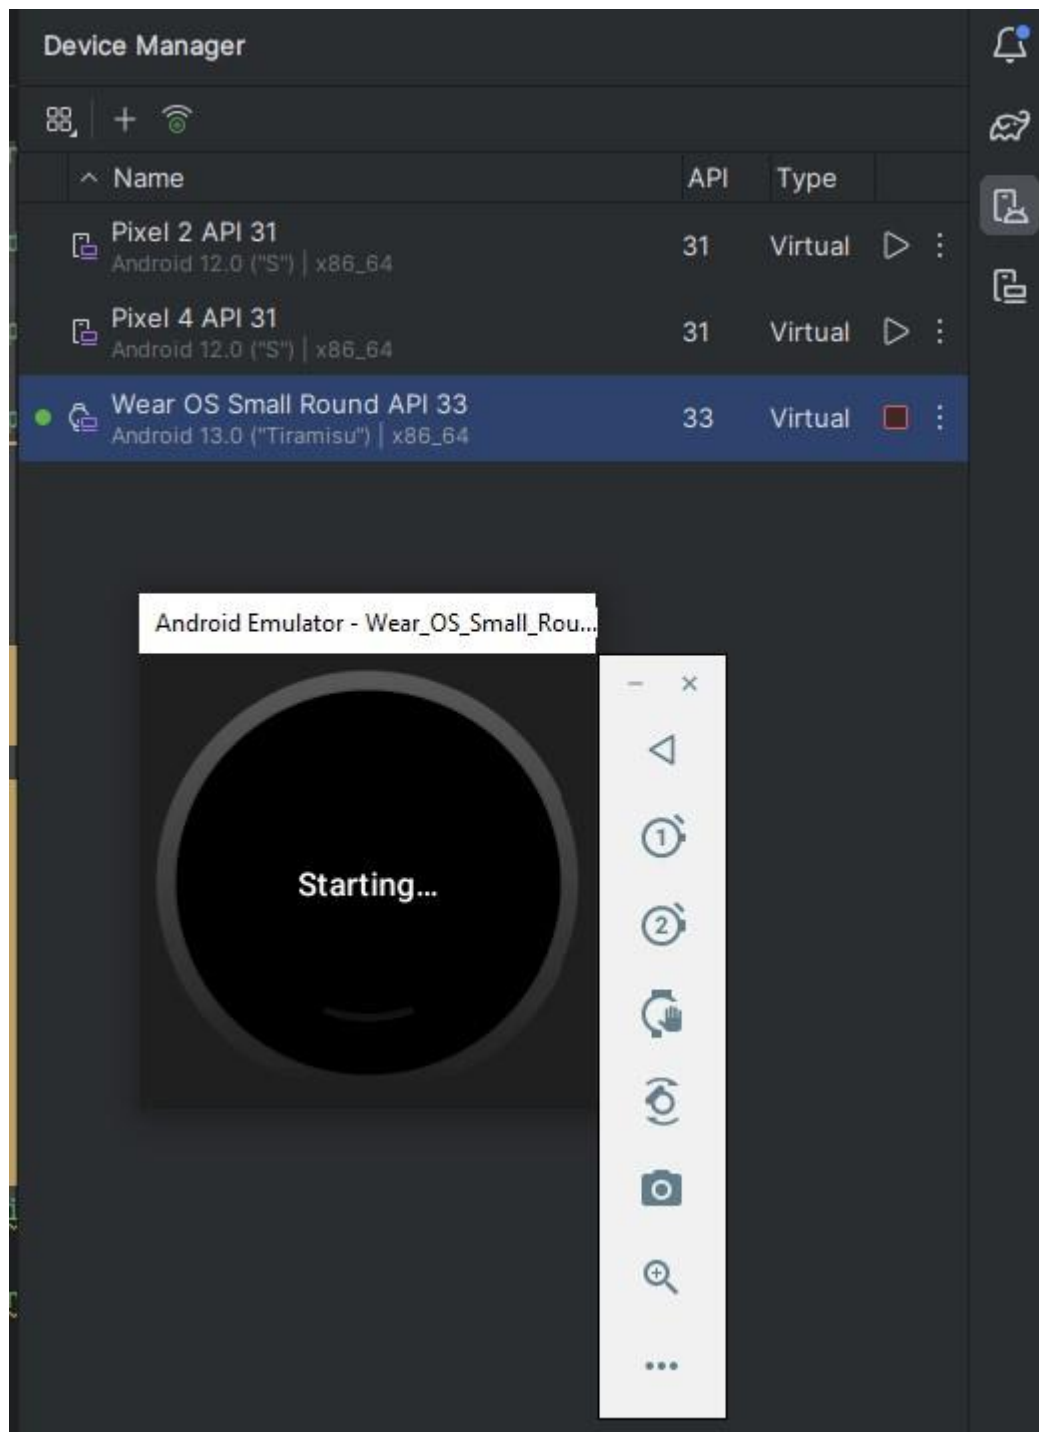 Device Manager
Name API Type
Pixel 2 API 31
Android 12.0 ("S") | x86_64
31 Virtual
Pixel 4 API 31
Android 12.0 ("S") | x86_64
31 Virtual
Wear OS Small Round API 33
Android 13.0 ("Tiramisu") | x86_64
33 Virtual
Android Emulator - Wear_OS_Small_Rou...
1
2
Starting...